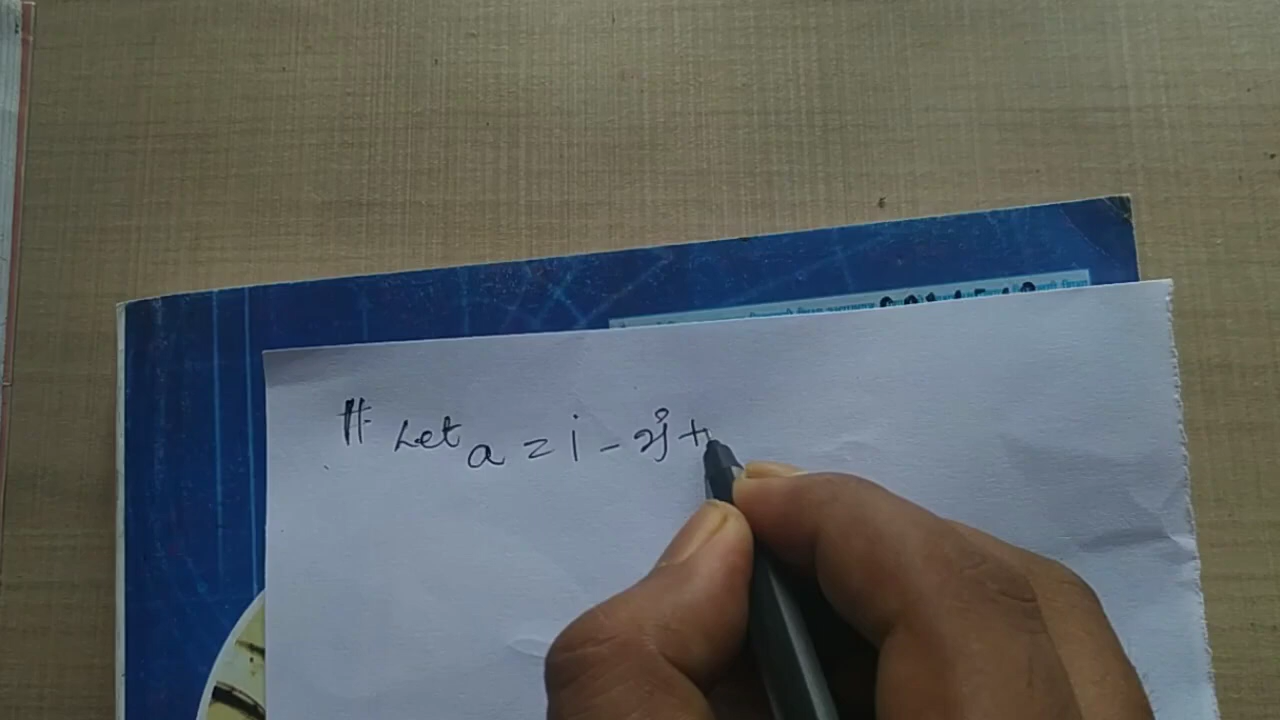 # Let a = i - 2j +